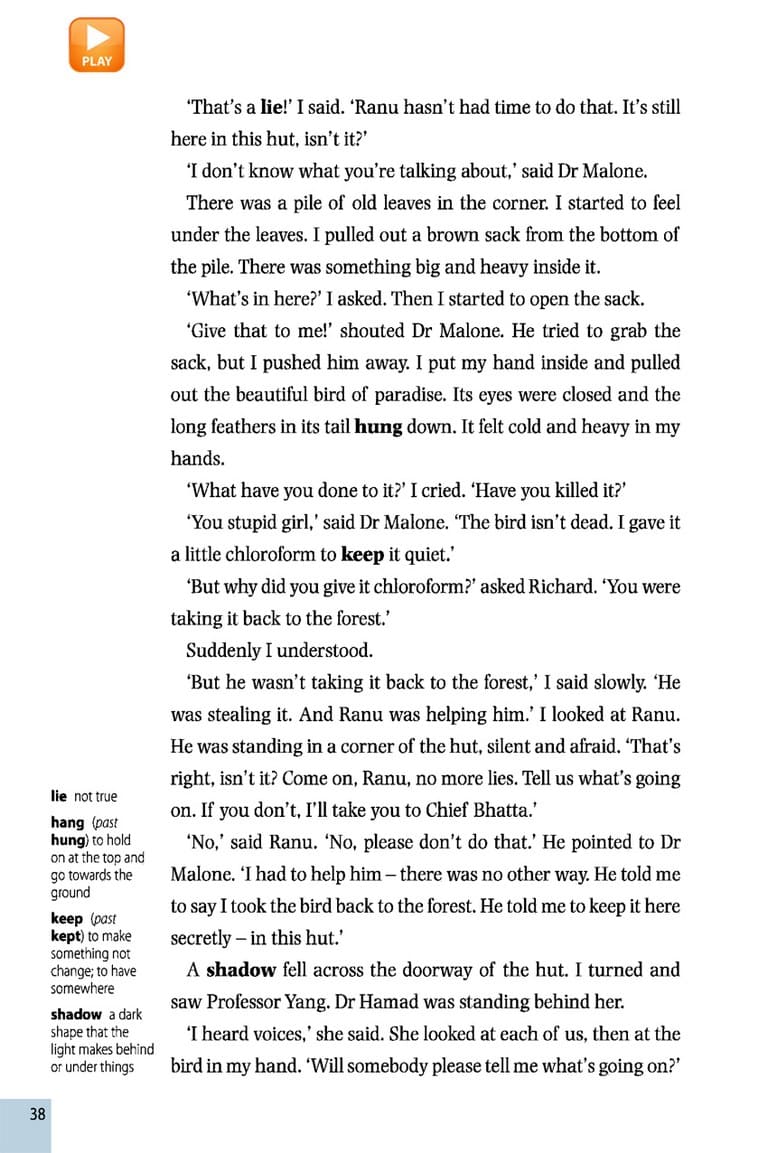 PLAY
‘That’s a lie!’ I said. ‘Ranu hasn’t had time to do that. It’s still
here in this hut, isn’t it?’
‘I don’t know what you’re talking about,’ said Dr Malone.
There was a pile of old leaves in the corner. I started to feel
under the leaves. I pulled out a brown sack from the bottom of
the pile. There was something big and heavy inside it.
‘What’s in here?’ I asked. Then I started to open the sack.
‘Give that to me!’ shouted Dr Malone. He tried to grab the
sack, but I pushed him away. I put my hand inside and pulled
out the beautiful bird of paradise. Its eyes were closed and the
long feathers in its tail hung down. It felt cold and heavy in my
hands.
‘What have you done to it?’ I cried. ‘Have you killed it?’
‘You stupid girl,’ said Dr Malone. ‘The bird isn’t dead. I gave it
a little chloroform to keep it quiet.’
‘But why did you give it chloroform?’ asked Richard. ‘You were
taking it back to the forest.’
Suddenly I understood.
‘But he wasn’t taking it back to the forest,’ I said slowly. ‘He
was stealing it. And Ranu was helping him.’ I looked at Ranu.
He was standing in a corner of the hut, silent and afraid. ‘That’s
right, isn’t it? Come on, Ranu, no more lies. Tell us what’s going
on. If you don’t, I’ll take you to Chief Bhatta.’
‘No,’ said Ranu. ‘No, please don’t do that.’ He pointed to Dr
Malone. ‘I had to help him – there was no other way. He told me
to say I took the bird back to the forest. He told me to keep it here
secretly – in this hut.’
A shadow fell across the doorway of the hut. I turned and
saw Professor Yang. Dr Hamad was standing behind her.
‘I heard voices,’ she said. She looked at each of us, then at the
bird in my hand. ‘Will somebody please tell me what’s going on?’
lie not true
hang (past
hung) to hold
on at the top and
go towards the
ground
keep (past
kept) to make
something not
change; to have
somewhere
shadow a dark
shape that the
light makes behind
or under things
38